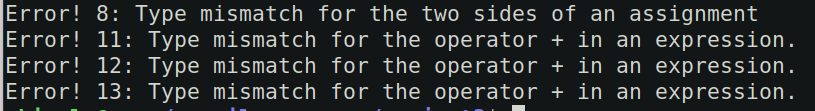 Error! 8: Type mismatch for the two sides of an assignment
Error! 11: Type mismatch for the operator + in an expression.
Error! 12: Type mismatch for the operator + in an expression.
Error! 13: Type mismatch for the operator + in an expression.